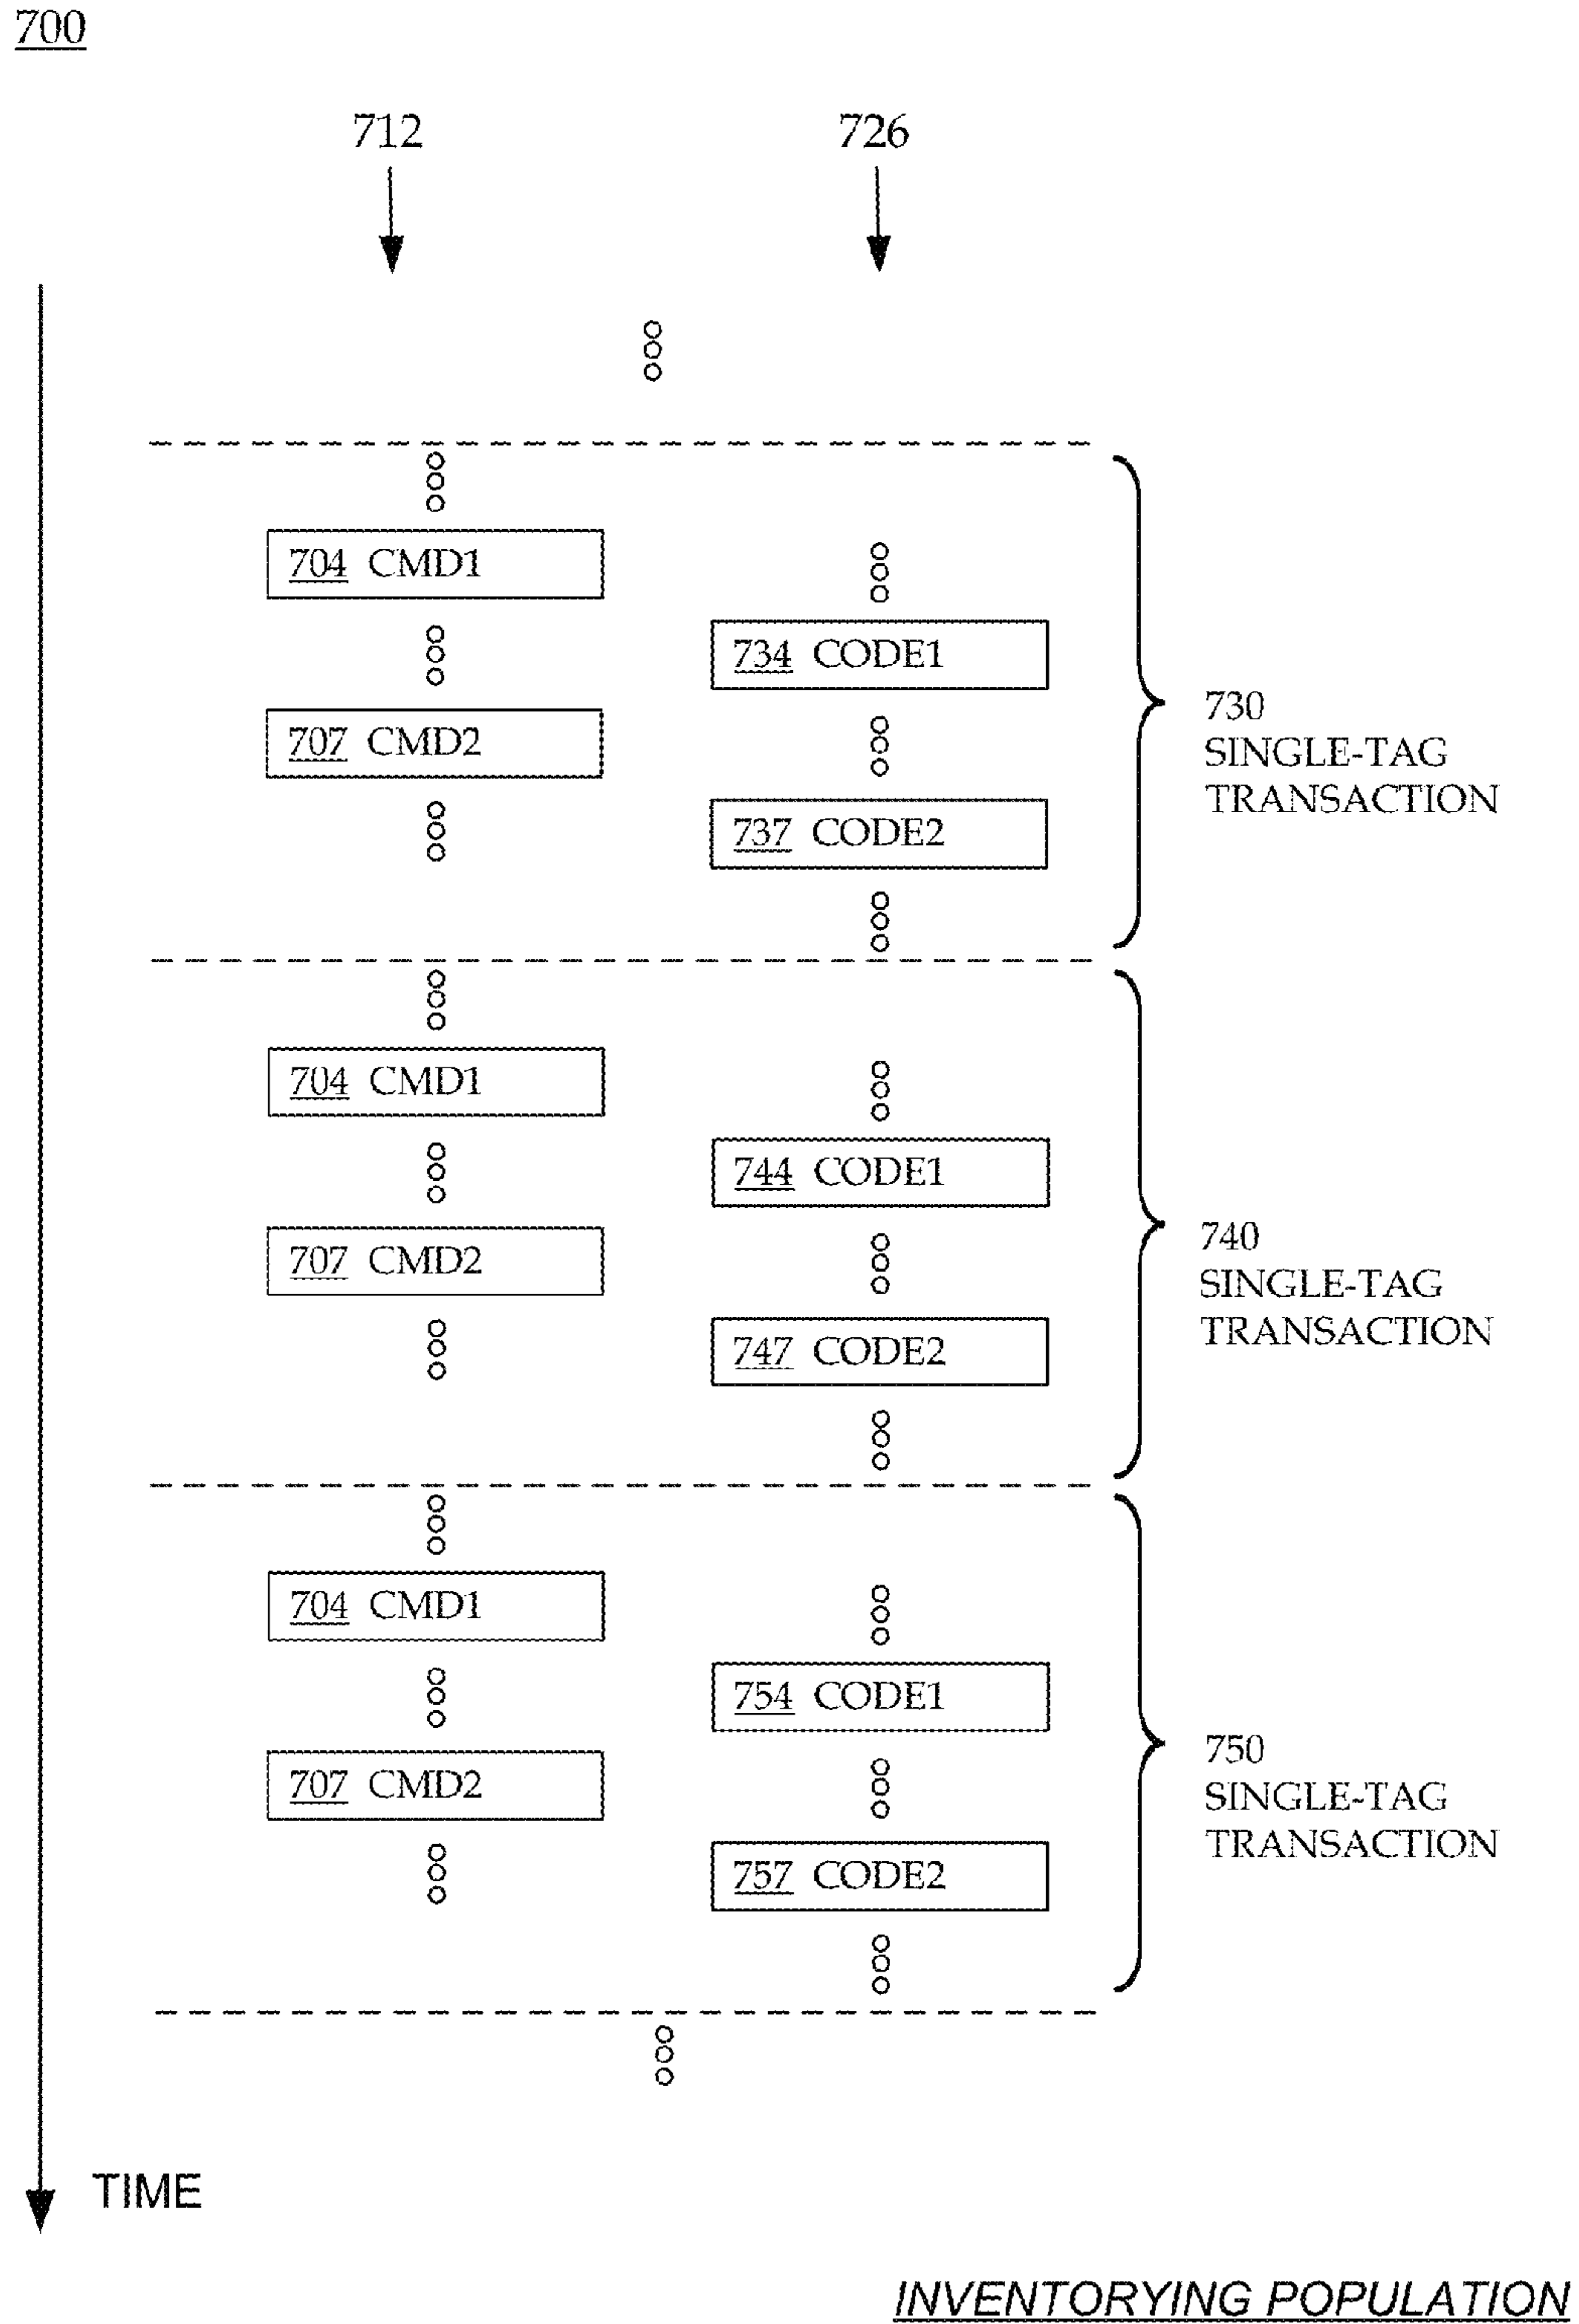 700
712 726
704 CMD1
734 CODE1
707 CMD2
737 CODE2
730
SINGLE-TAG
TRANSACTION
704 CMD1
744 CODE1
707 CMD2
747 CODE2
740
SINGLE-TAG
TRANSACTION
704 CMD1
754 CODE1
707 CMD2
757 CODE2
750
SINGLE-TAG
TRANSACTION
TIME
INVENTORYING POPULATION